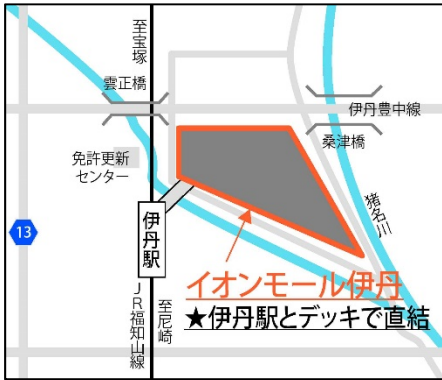 至宝塚
雲正橋
伊丹豊中線
桑津橋
免許更新
センター
猪名川
13
伊丹駅
イオンモール伊丹
★伊丹駅とデッキで直結
JR福知山線
至尼崎